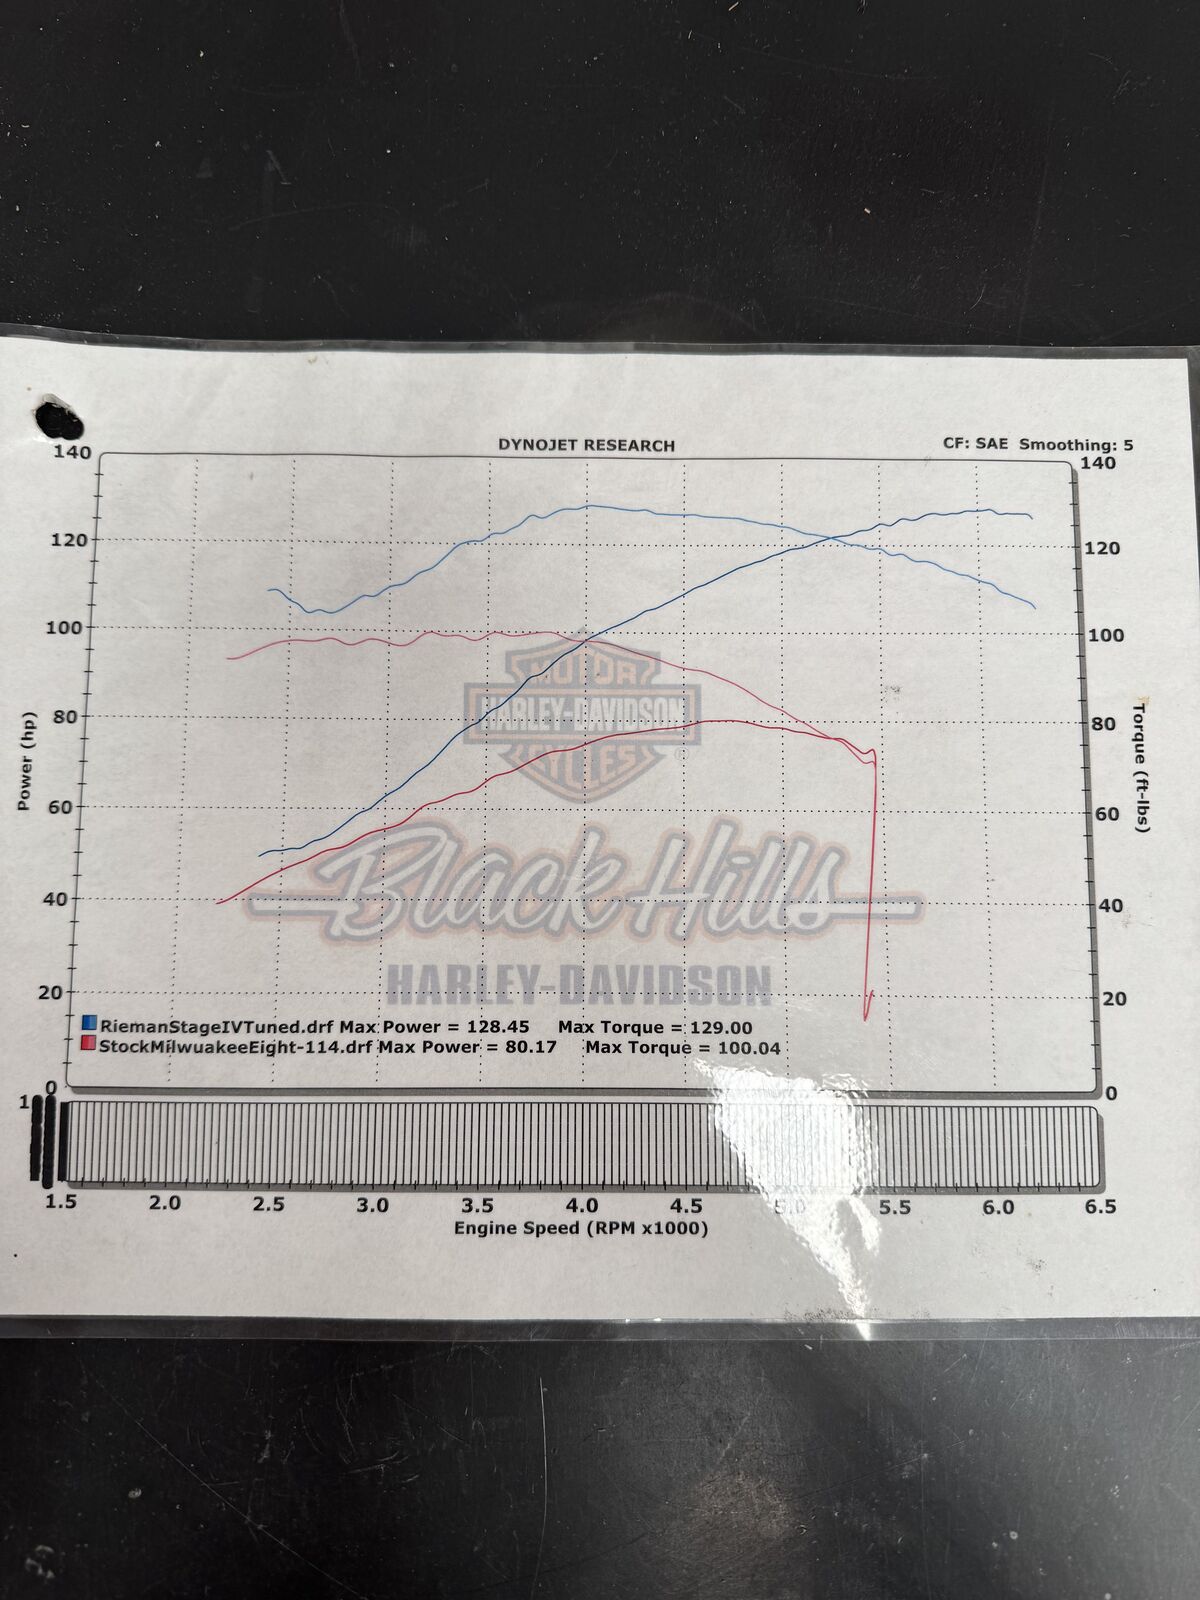 DYNOJET RESEARCH
CF: SAE Smoothing: 5
140
120
100
80
60
40
20
0
Power (hp)
140
120
100
80
60
40
20
0
Torque (ft-lbs)
MOTOR
HARLEY-DAVIDSON
CYCLES
®
Black Hills
HARLEY-DAVIDSON
RiemanStageIVTuned.drf Max Power = 128.45 Max Torque = 129.00
StockMilwuakeeEight-114.drf Max Power = 80.17 Max Torque = 100.04
1.5 2.0 2.5 3.0 3.5 4.0 4.5 5.0 5.5 6.0 6.5
Engine Speed (RPM x1000)